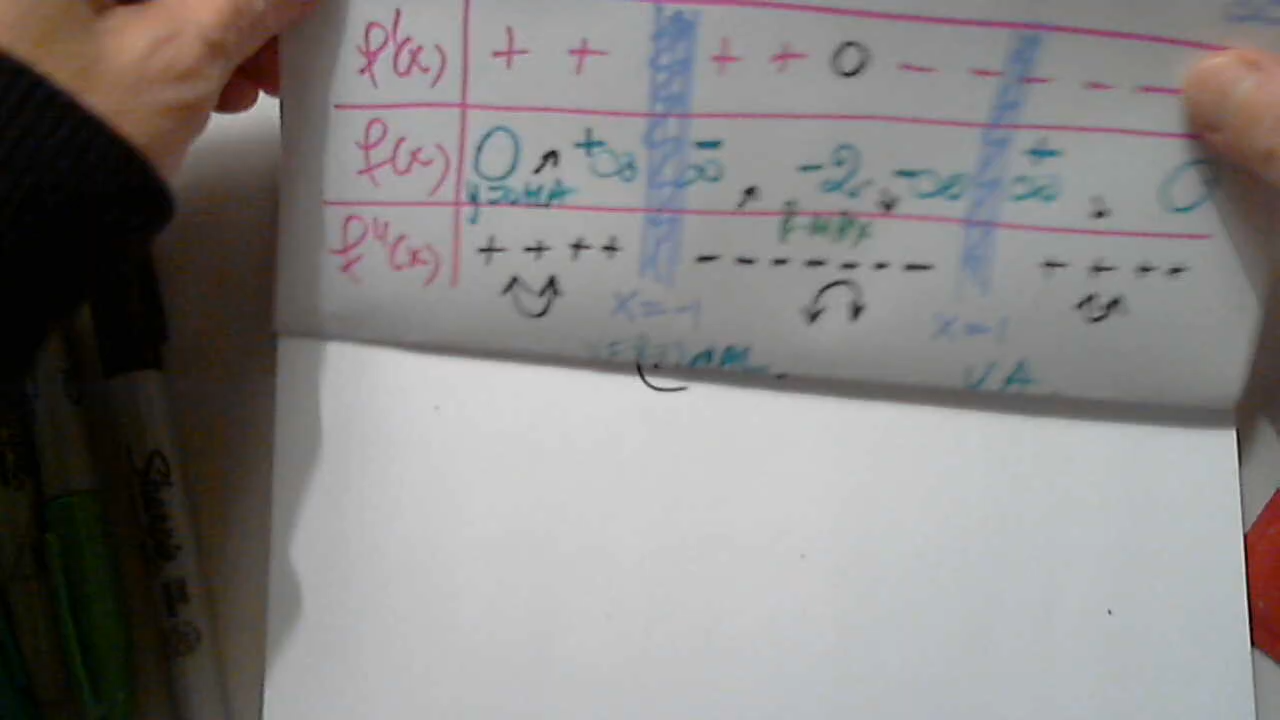 f'(x) + + + + 0 - - - - -
f(x) 0 ↗ +∞ -∞ ↗ -2 ↘ -∞ +∞ ↘ 0
f''(x) + + + + - - - - - - - + + - -
x=-1 x=1
VA